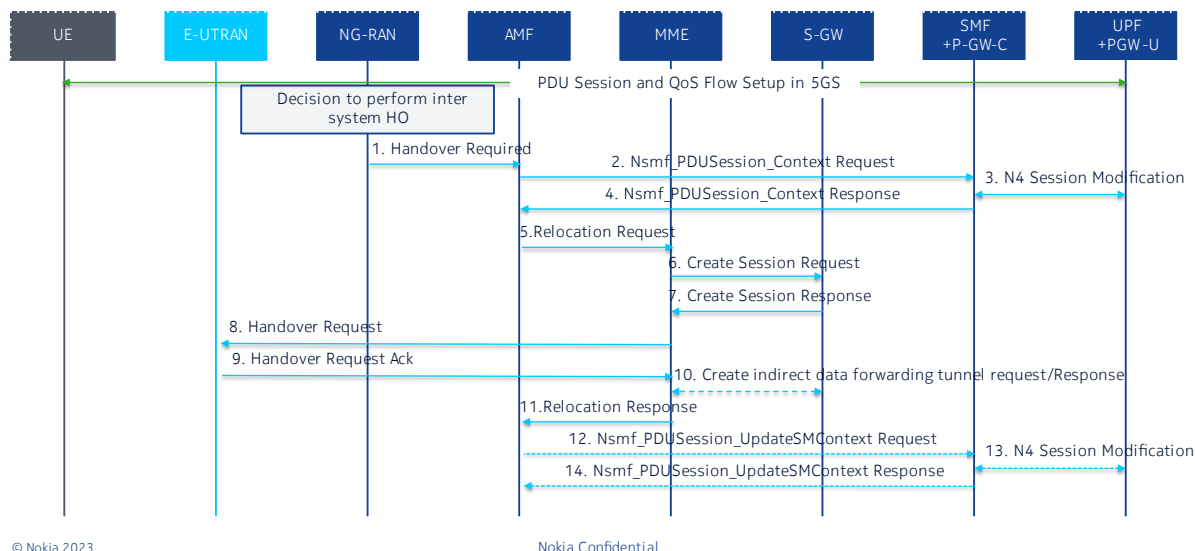 UE
E-UTRAN
NG-RAN
AMF
MME
S-GW
SMF
+P-GW-C
UPF
+PGW-U
PDU Session and QoS Flow Setup in 5GS
Decision to perform inter
system HO
1. Handover Required
2. Nsmf_PDUSession_Context Request
3. N4 Session Modification
4. Nsmf_PDUSession_Context Response
5.Relocation Request
6. Create Session Request
7. Create Session Response
8. Handover Request
9. Handover Request Ack
10. Create indirect data forwarding tunnel request/Response
11.Relocation Response
12. Nsmf_PDUSession_UpdateSMContext Request
13. N4 Session Modification
14. Nsmf_PDUSession_UpdateSMContext Response
© Nokia 2023
Nokia Confidential